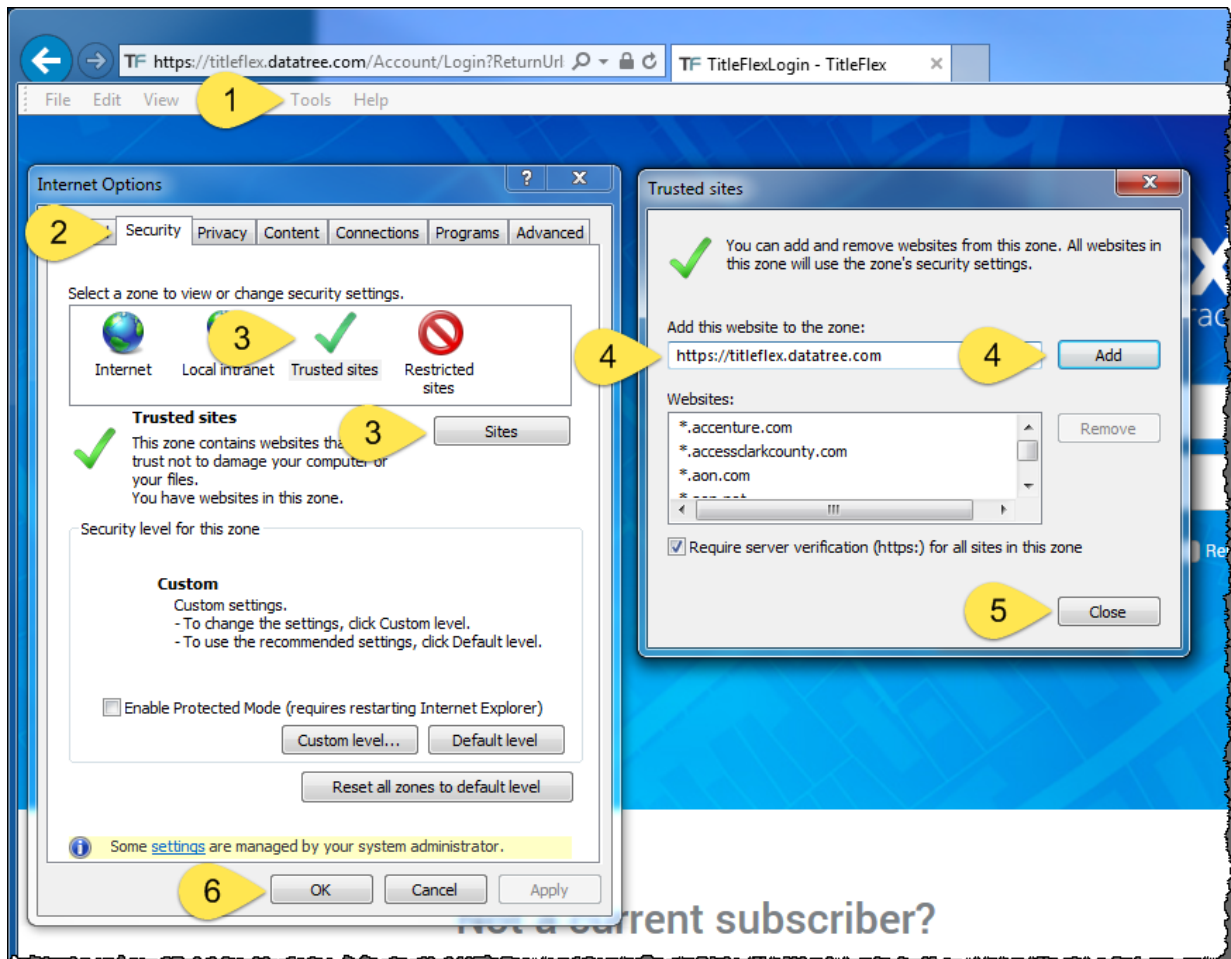 TF https://titleflex.datatree.com/Account/Login?ReturnUrl
TF TitleFlexLogin - TitleFlex
File Edit View 1 Tools Help
Internet Options
2 Security Privacy Content Connections Programs Advanced
Select a zone to view or change security settings.
3
Internet Local intranet Trusted sites Restricted
sites
Trusted sites
3 Sites
This zone contains websites
trust not to damage your computer or
your files.
You have websites in this zone.
Security level for this zone
Custom
Custom settings.
- To change the settings, click Custom level.
- To use the recommended settings, click Default level.
Enable Protected Mode (requires restarting Internet Explorer)
Custom level... Default level
Reset all zones to default level
Some settings are managed by your system administrator.
6 OK Cancel Apply
Trusted sites
You can add and remove websites from this zone. All websites in
this zone will use the zone's security settings.
Add this website to the zone:
4 https://titleflex.datatree.com 4 Add
Websites:
*.accenture.com
*.accessclarkcounty.com
*.aon.com
Remove
Require server verification (https:) for all sites in this zone
5 Close
Not a current subscriber?